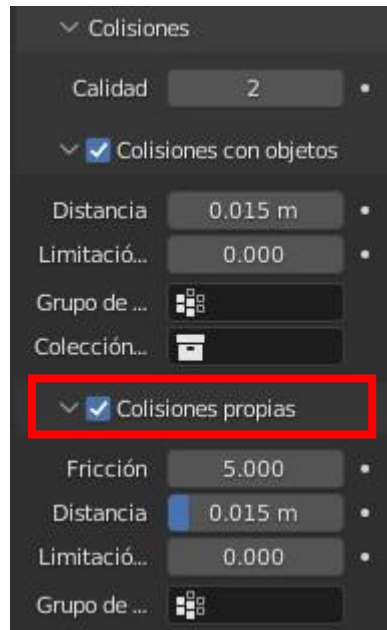 Colisiones
Calidad 2
Colisiones con objetos
Distancia 0.015 m
Limitació... 0.000
Grupo de ...
Colección...
Colisiones propias
Fricción 5.000
Distancia 0.015 m
Limitació... 0.000
Grupo de ...